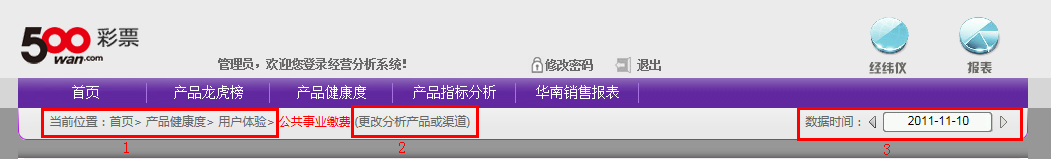 500wan.com 彩票
管理员，欢迎您登录经营分析系统！ 修改密码 退出 经纬仪 报表
首页 产品龙虎榜 产品健康度 产品指标分析 华南销售报表
当前位置：首页> 产品健康度> 用户体验> 公共事业缴费 (更改分析产品或渠道) 数据时间： 2011-11-10
1 2 3